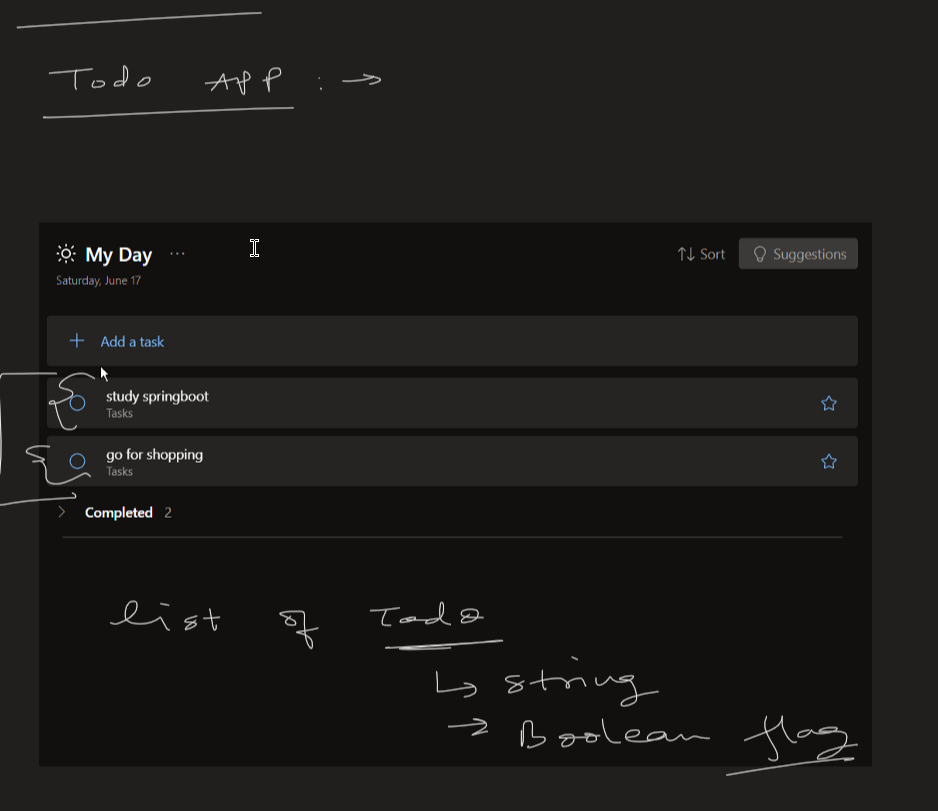 Todo APP : →
My Day ...
Sort Suggestions
Saturday, June 17
+ Add a task
study springboot
Tasks
go for shopping
Tasks
> Completed 2
list of Todo
↳ string
→ Boolean flag